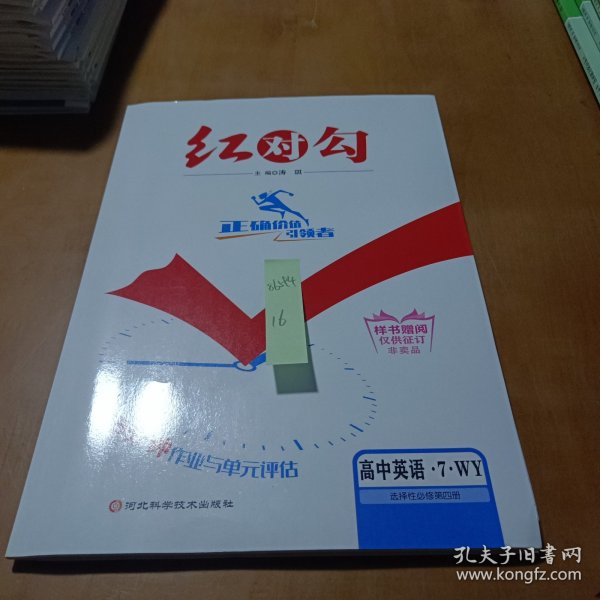 红对勾
主 编◎涛 琪
正确价值
引领者
86544
16
样书赠阅
仅供征订
非卖品
钟作业与单元评估
高中英语·7·WY
选择性必修第四册
河北科学技术出版社
孔夫子旧书网
www.kongfz.com